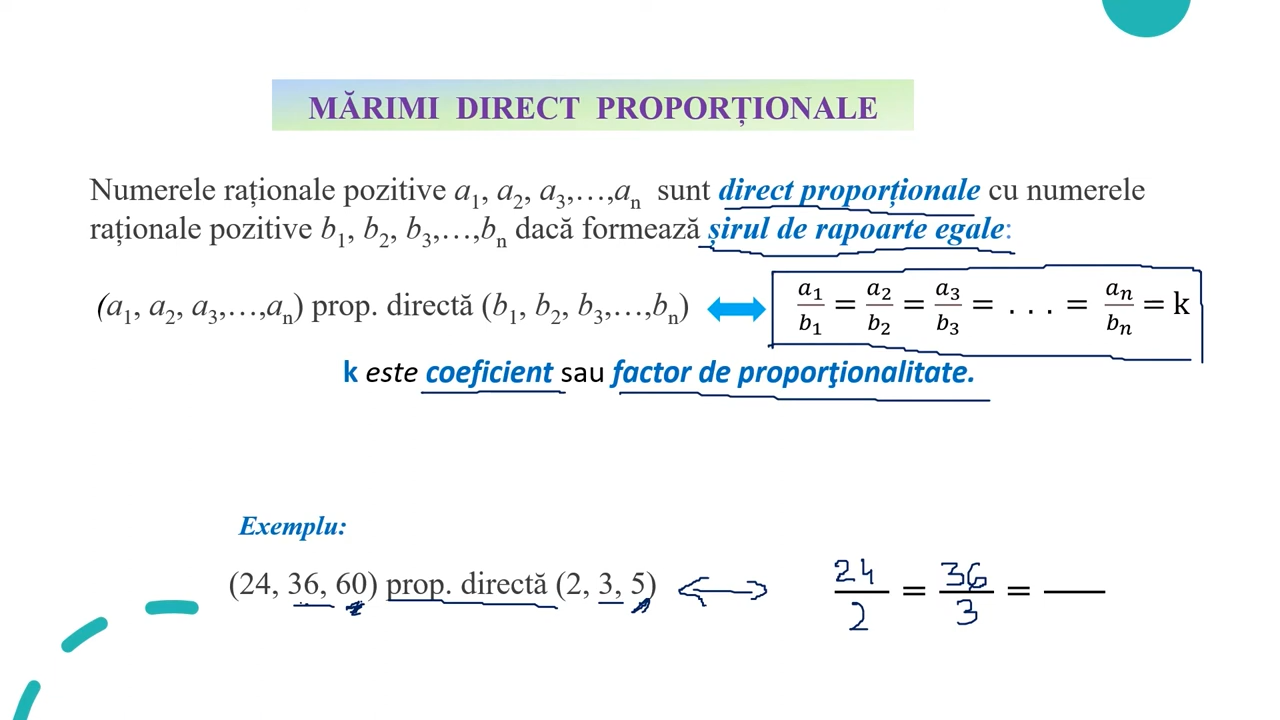 MĂRIMI DIRECT PROPORȚIONALE
Numerele raționale pozitive a₁, a₂, a₃,…,aₙ sunt direct proporționale cu numerele
raționale pozitive b₁, b₂, b₃,…,bₙ dacă formează șirul de rapoarte egale:
(a₁, a₂, a₃,…,aₙ) prop. directă (b₁, b₂, b₃,…,bₙ) ⟺ a₁/b₁ = a₂/b₂ = a₃/b₃ = . . . = aₙ/bₙ = k
k este coeficient sau factor de proporţionalitate.
Exemplu:
(24, 36, 60) prop. directă (2, 3, 5) ⟷ 24/2 = 36/3 = —